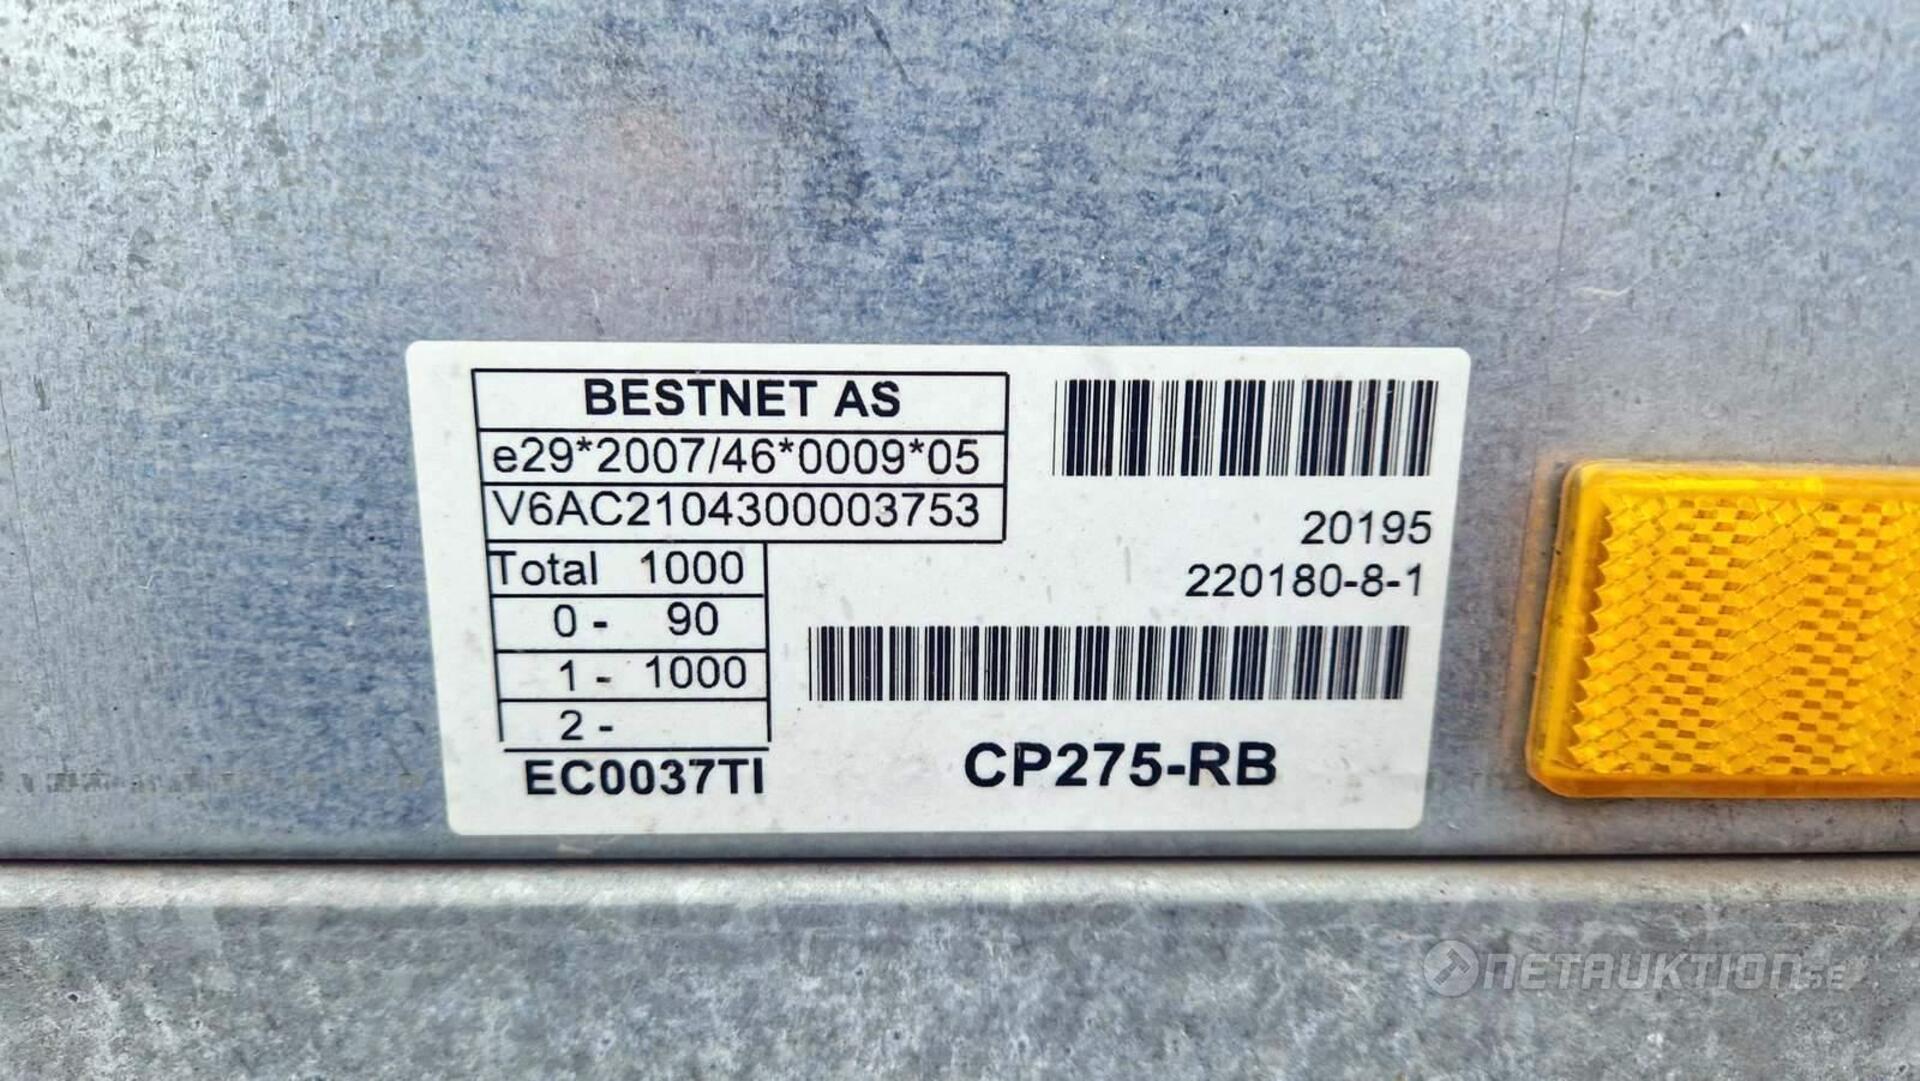 BESTNET AS
e29*2007/46*0009*05
V6AC2104300003753
Total 1000
0 - 90
1 - 1000
2 -
EC0037TI
20195
220180-8-1
CP275-RB
NETAUKTION.SE